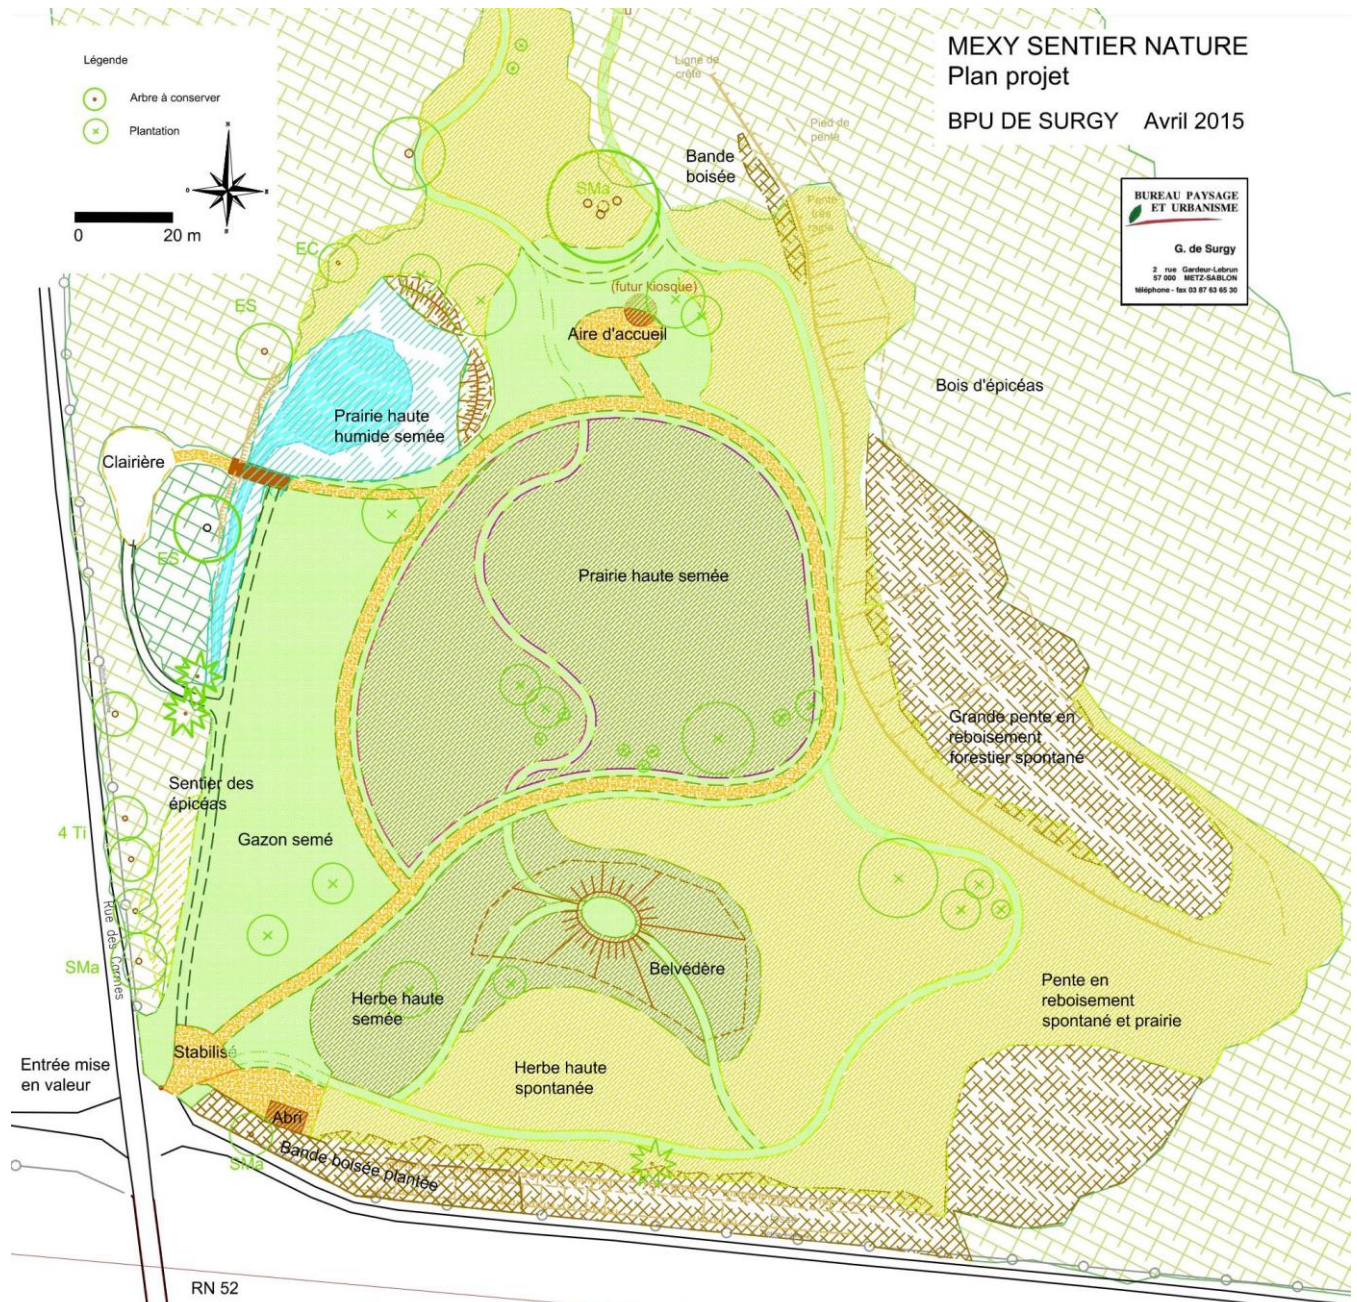 MEXY SENTIER NATURE
Plan projet
BPU DE SURGY Avril 2015
BUREAU PAYSAGE
ET URBANISME
G. de Surgy
2 rue Gardeur-Lebrun
57 000 METZ-SABLON
téléphone - fax 03 87 63 65 30
Légende
Arbre à conserver
Plantation
N
0 20 m
Ligne de
crête
Pied de
pente
Bande
boisée
Pente
très
raide
SMa
EC
ES
(futur kiosque)
Aire d'accueil
Bois d'épicéas
Prairie haute
humide semée
Clairière
ES
Prairie haute semée
Grande pente en
reboisement
forestier spontané
Sentier des
épicéas
4 Ti
Gazon semé
Rue des Carmes
SMa
Belvédère
Herbe haute
semée
Pente en
reboisement
spontané et prairie
Stabilisé
Entrée mise
en valeur
Herbe haute
spontanée
Abri
SMa
Bande boisée plantée
RN 52